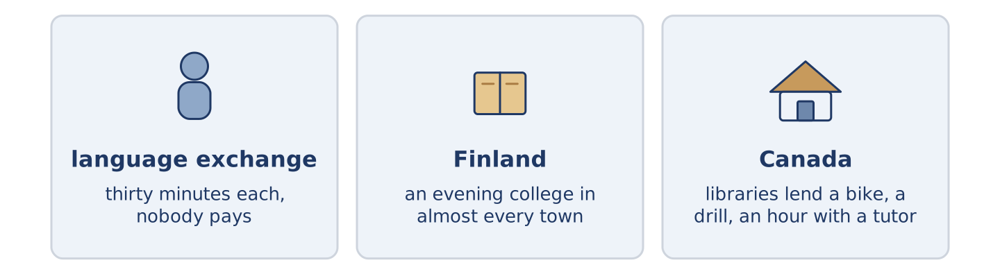 language exchange
thirty minutes each,
nobody pays
Finland
an evening college in
almost every town
Canada
libraries lend a bike, a
drill, an hour with a tutor